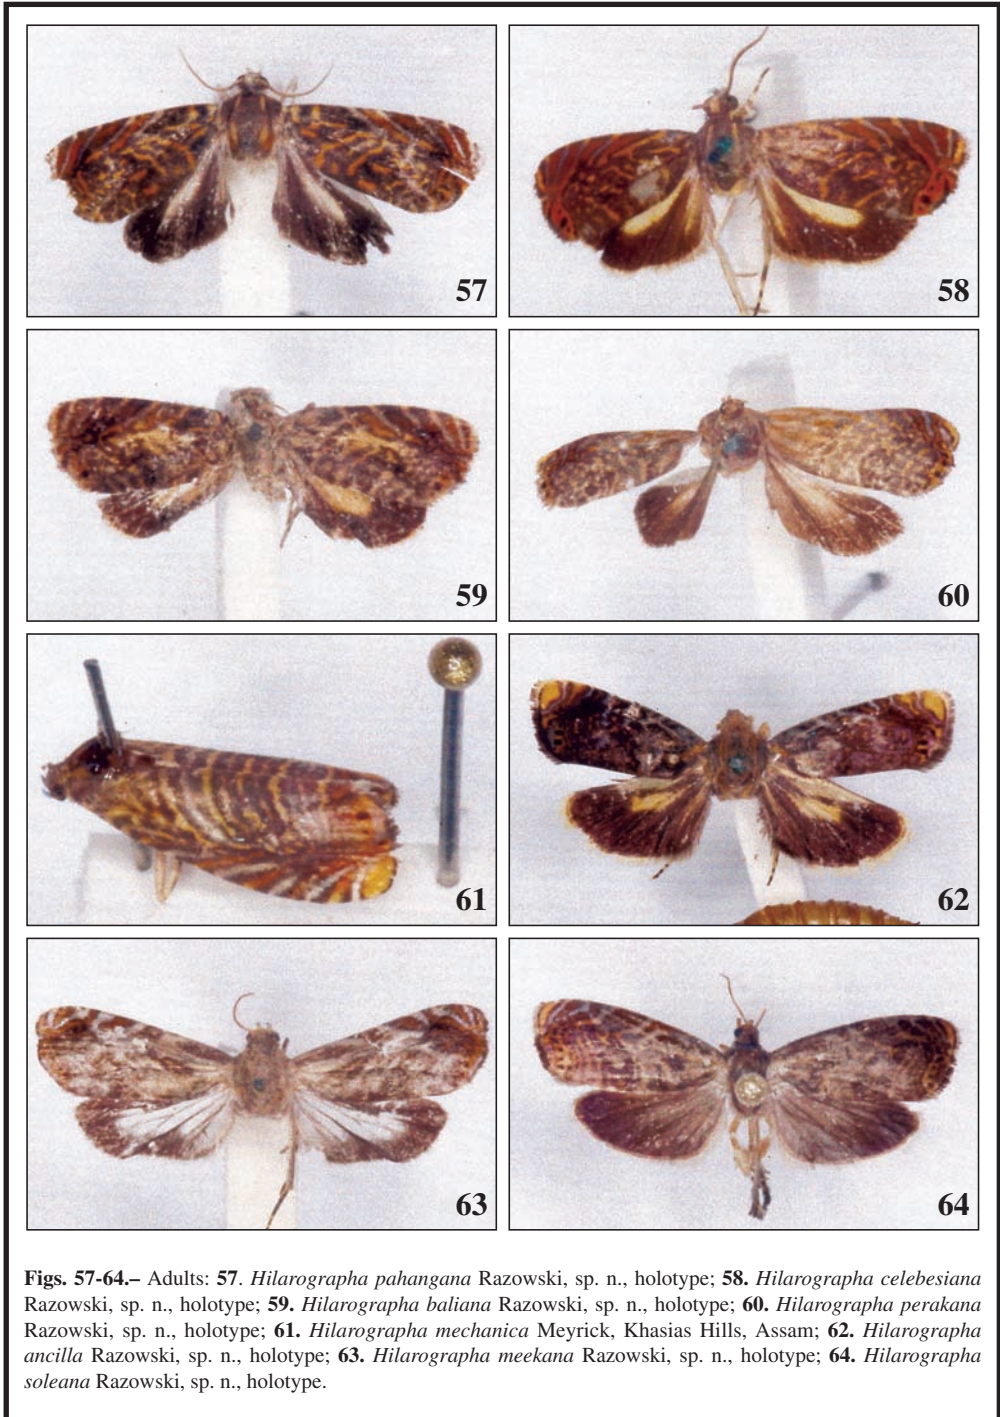 57
58
59
60
61
62
63
64
Figs. 57-64.– Adults: 57. Hilarographa pahangana Razowski, sp. n., holotype; 58. Hilarographa celebesiana
Razowski, sp. n., holotype; 59. Hilarographa baliana Razowski, sp. n., holotype; 60. Hilarographa perakana
Razowski, sp. n., holotype; 61. Hilarographa mechanica Meyrick, Khasias Hills, Assam; 62. Hilarographa
ancilla Razowski, sp. n., holotype; 63. Hilarographa meekana Razowski, sp. n., holotype; 64. Hilarographa
soleana Razowski, sp. n., holotype.